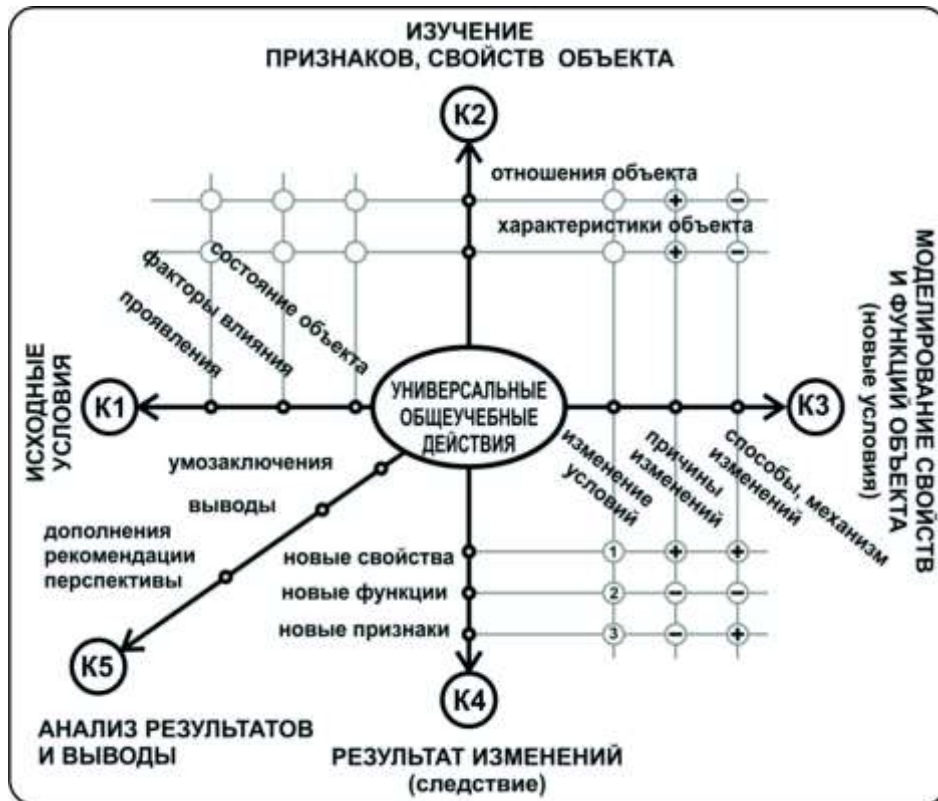 ИЗУЧЕНИЕ
ПРИЗНАКОВ, СВОЙСТВ ОБЪЕКТА
К2
отношения объекта
+
−
характеристики объекта
+
−
состояние объекта
факторы влияния
проявления
ИСХОДНЫЕ
УСЛОВИЯ
К1
УНИВЕРСАЛЬНЫЕ
ОБЩЕУЧЕБНЫЕ
ДЕЙСТВИЯ
К3
МОДЕЛИРОВАНИЕ СВОЙСТВ
И ФУНКЦИЙ ОБЪЕКТА
(новые условия)
изменение
условий
причины
изменений
способы, механизм
изменений
умозаключения
выводы
дополнения
рекомендации
перспективы
новые свойства
1
+
+
новые функции
2
−
−
новые признаки
3
−
+
К5
К4
АНАЛИЗ РЕЗУЛЬТАТОВ
И ВЫВОДЫ
РЕЗУЛЬТАТ ИЗМЕНЕНИЙ
(следствие)